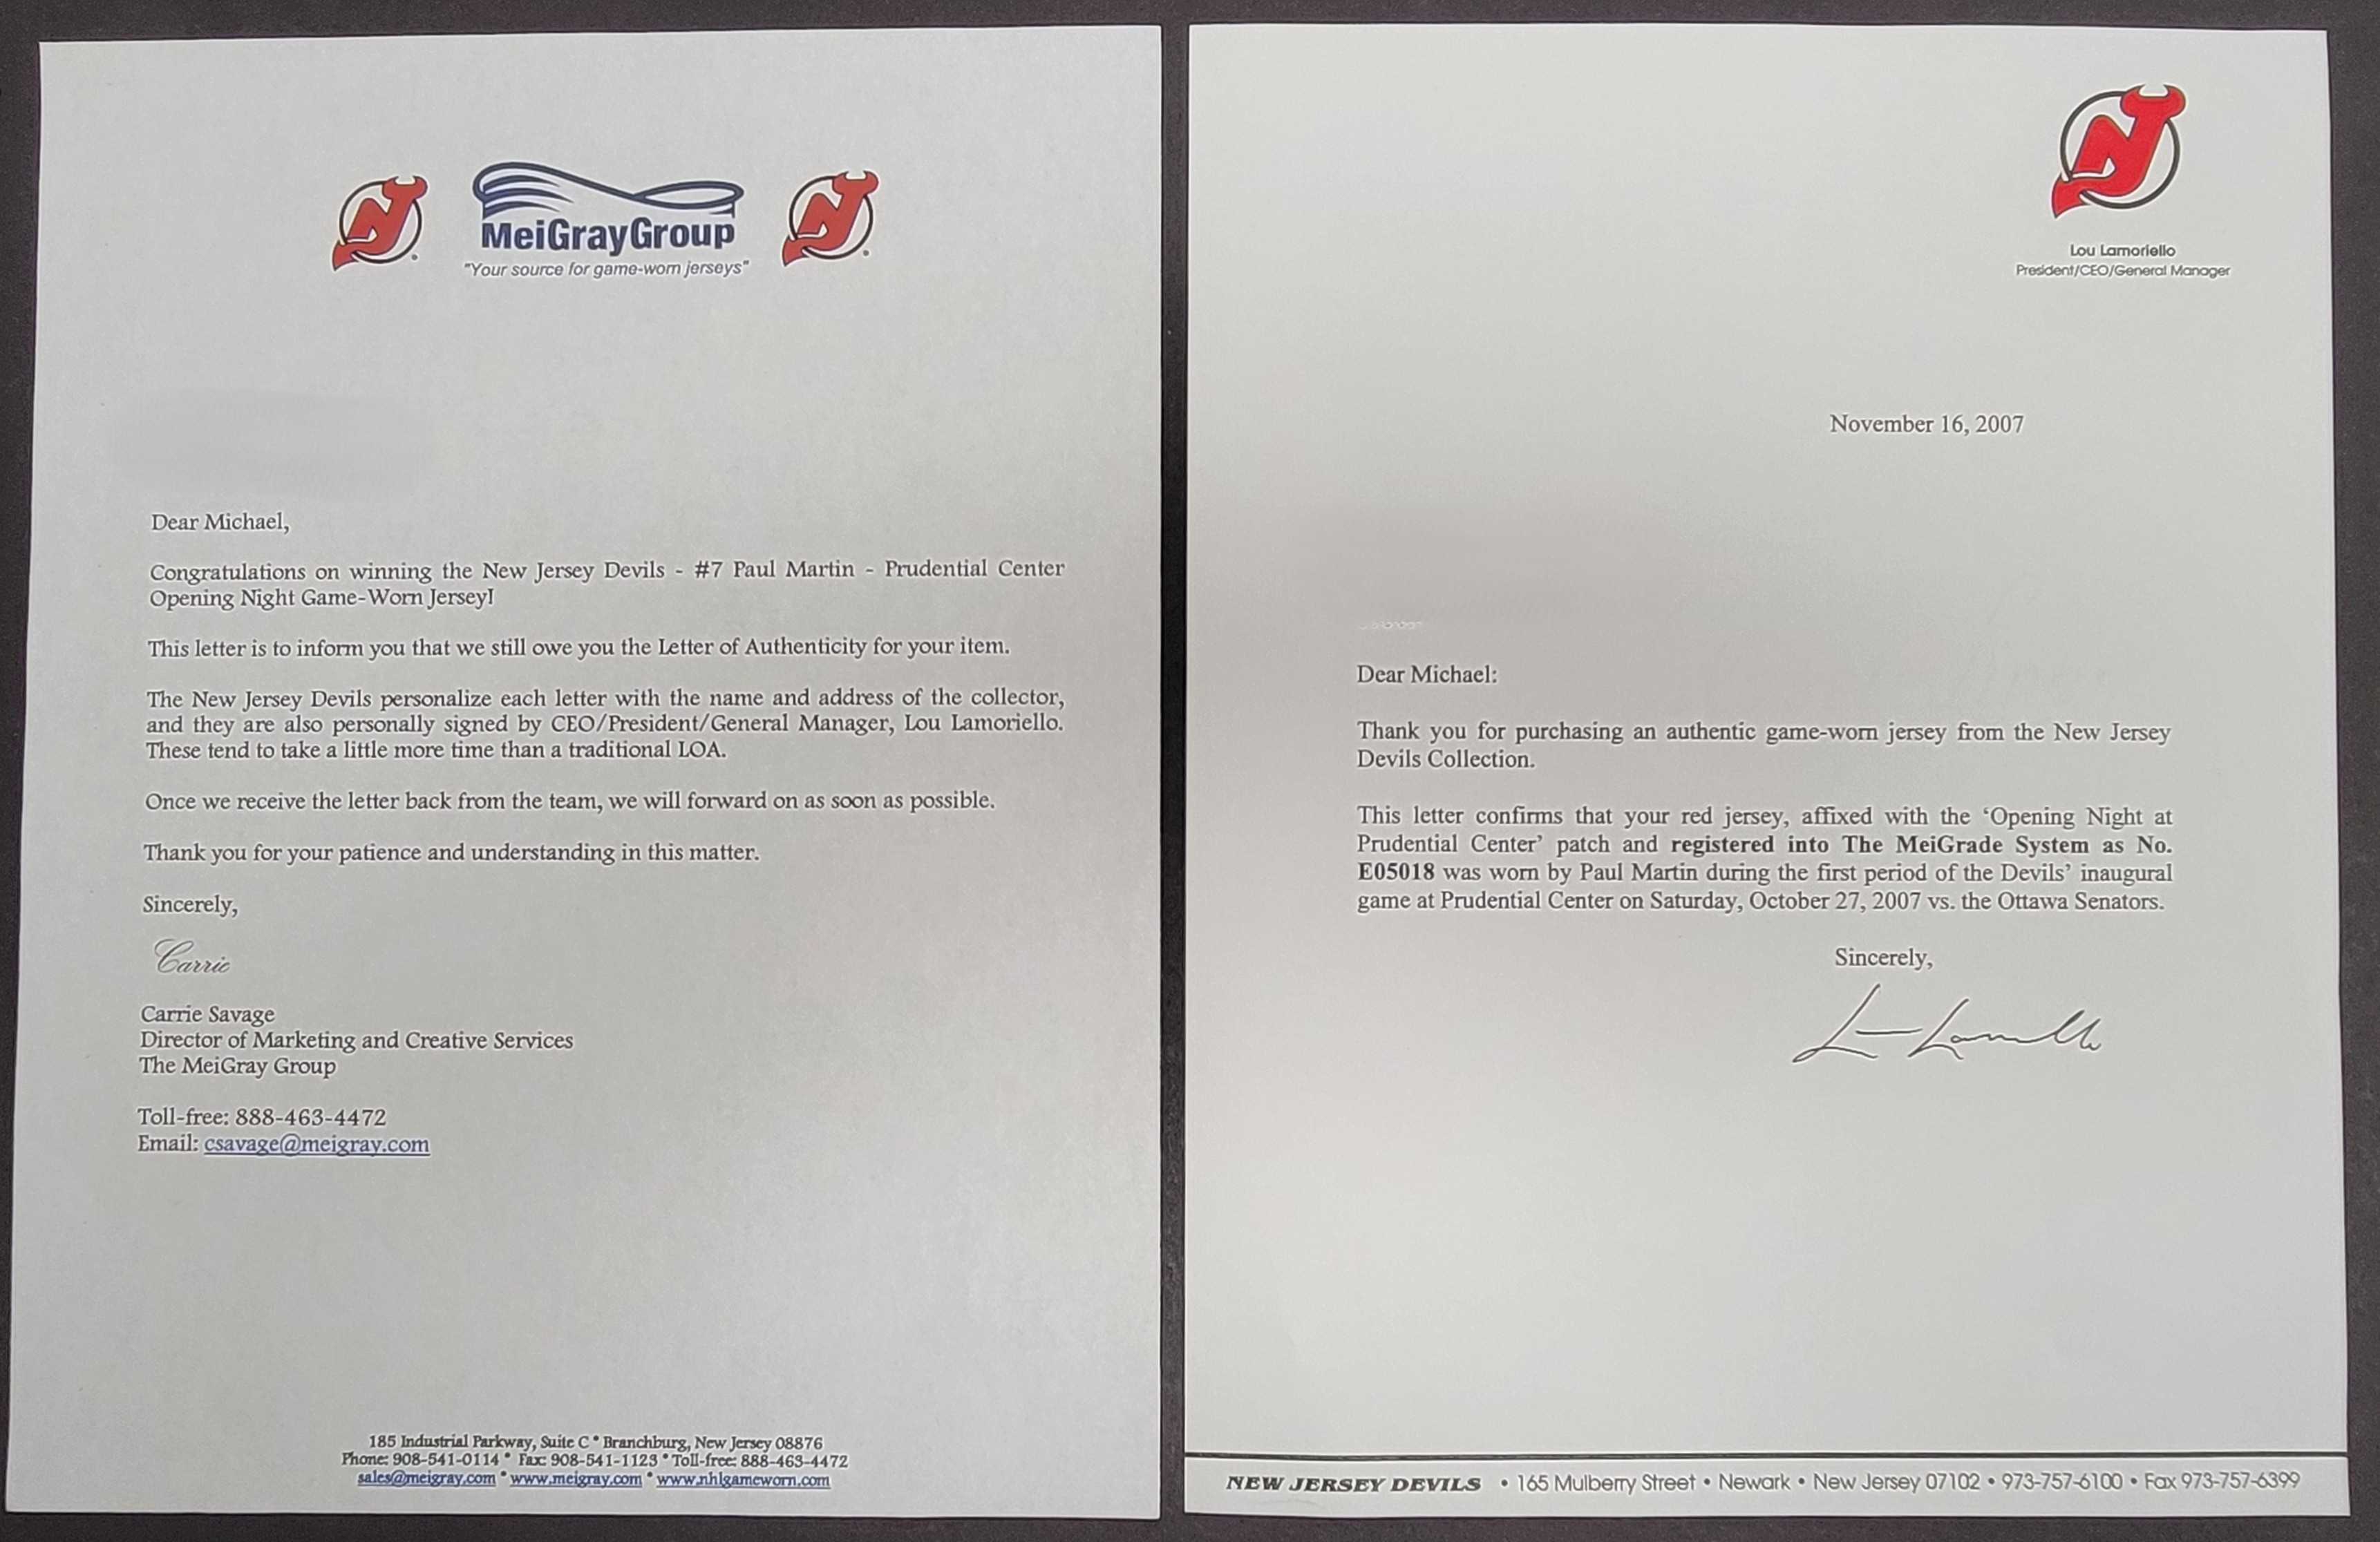 MeiGrayGroup
"Your source for game-worn jerseys"
Dear Michael,
Congratulations on winning the New Jersey Devils - #7 Paul Martin - Prudential Center
Opening Night Game-Worn Jersey!
This letter is to inform you that we still owe you the Letter of Authenticity for your item.
The New Jersey Devils personalize each letter with the name and address of the collector,
and they are also personally signed by CEO/President/General Manager, Lou Lamoriello.
These tend to take a little more time than a traditional LOA.
Once we receive the letter back from the team, we will forward on as soon as possible.
Thank you for your patience and understanding in this matter.
Sincerely,
Carrie
Carrie Savage
Director of Marketing and Creative Services
The MeiGray Group
Toll-free: 888-463-4472
Email: csavage@meigray.com
185 Industrial Parkway, Suite C * Branchburg, New Jersey 08876
Phone: 908-541-0114 * Fax: 908-541-1123 * Toll-free: 888-463-4472
sales@meigray.com * www.meigray.com * www.nhlgameworn.com
NJ
Lou Lamoriello
President/CEO/General Manager
November 16, 2007
Dear Michael:
Thank you for purchasing an authentic game-worn jersey from the New Jersey
Devils Collection.
This letter confirms that your red jersey, affixed with the ‘Opening Night at
Prudential Center’ patch and registered into The MeiGrade System as No.
E05018 was worn by Paul Martin during the first period of the Devils’ inaugural
game at Prudential Center on Saturday, October 27, 2007 vs. the Ottawa Senators.
Sincerely,
Lou Lamoriello
NEW JERSEY DEVILS • 165 Mulberry Street • Newark • New Jersey 07102 • 973-757-6100 • Fax 973-757-6399